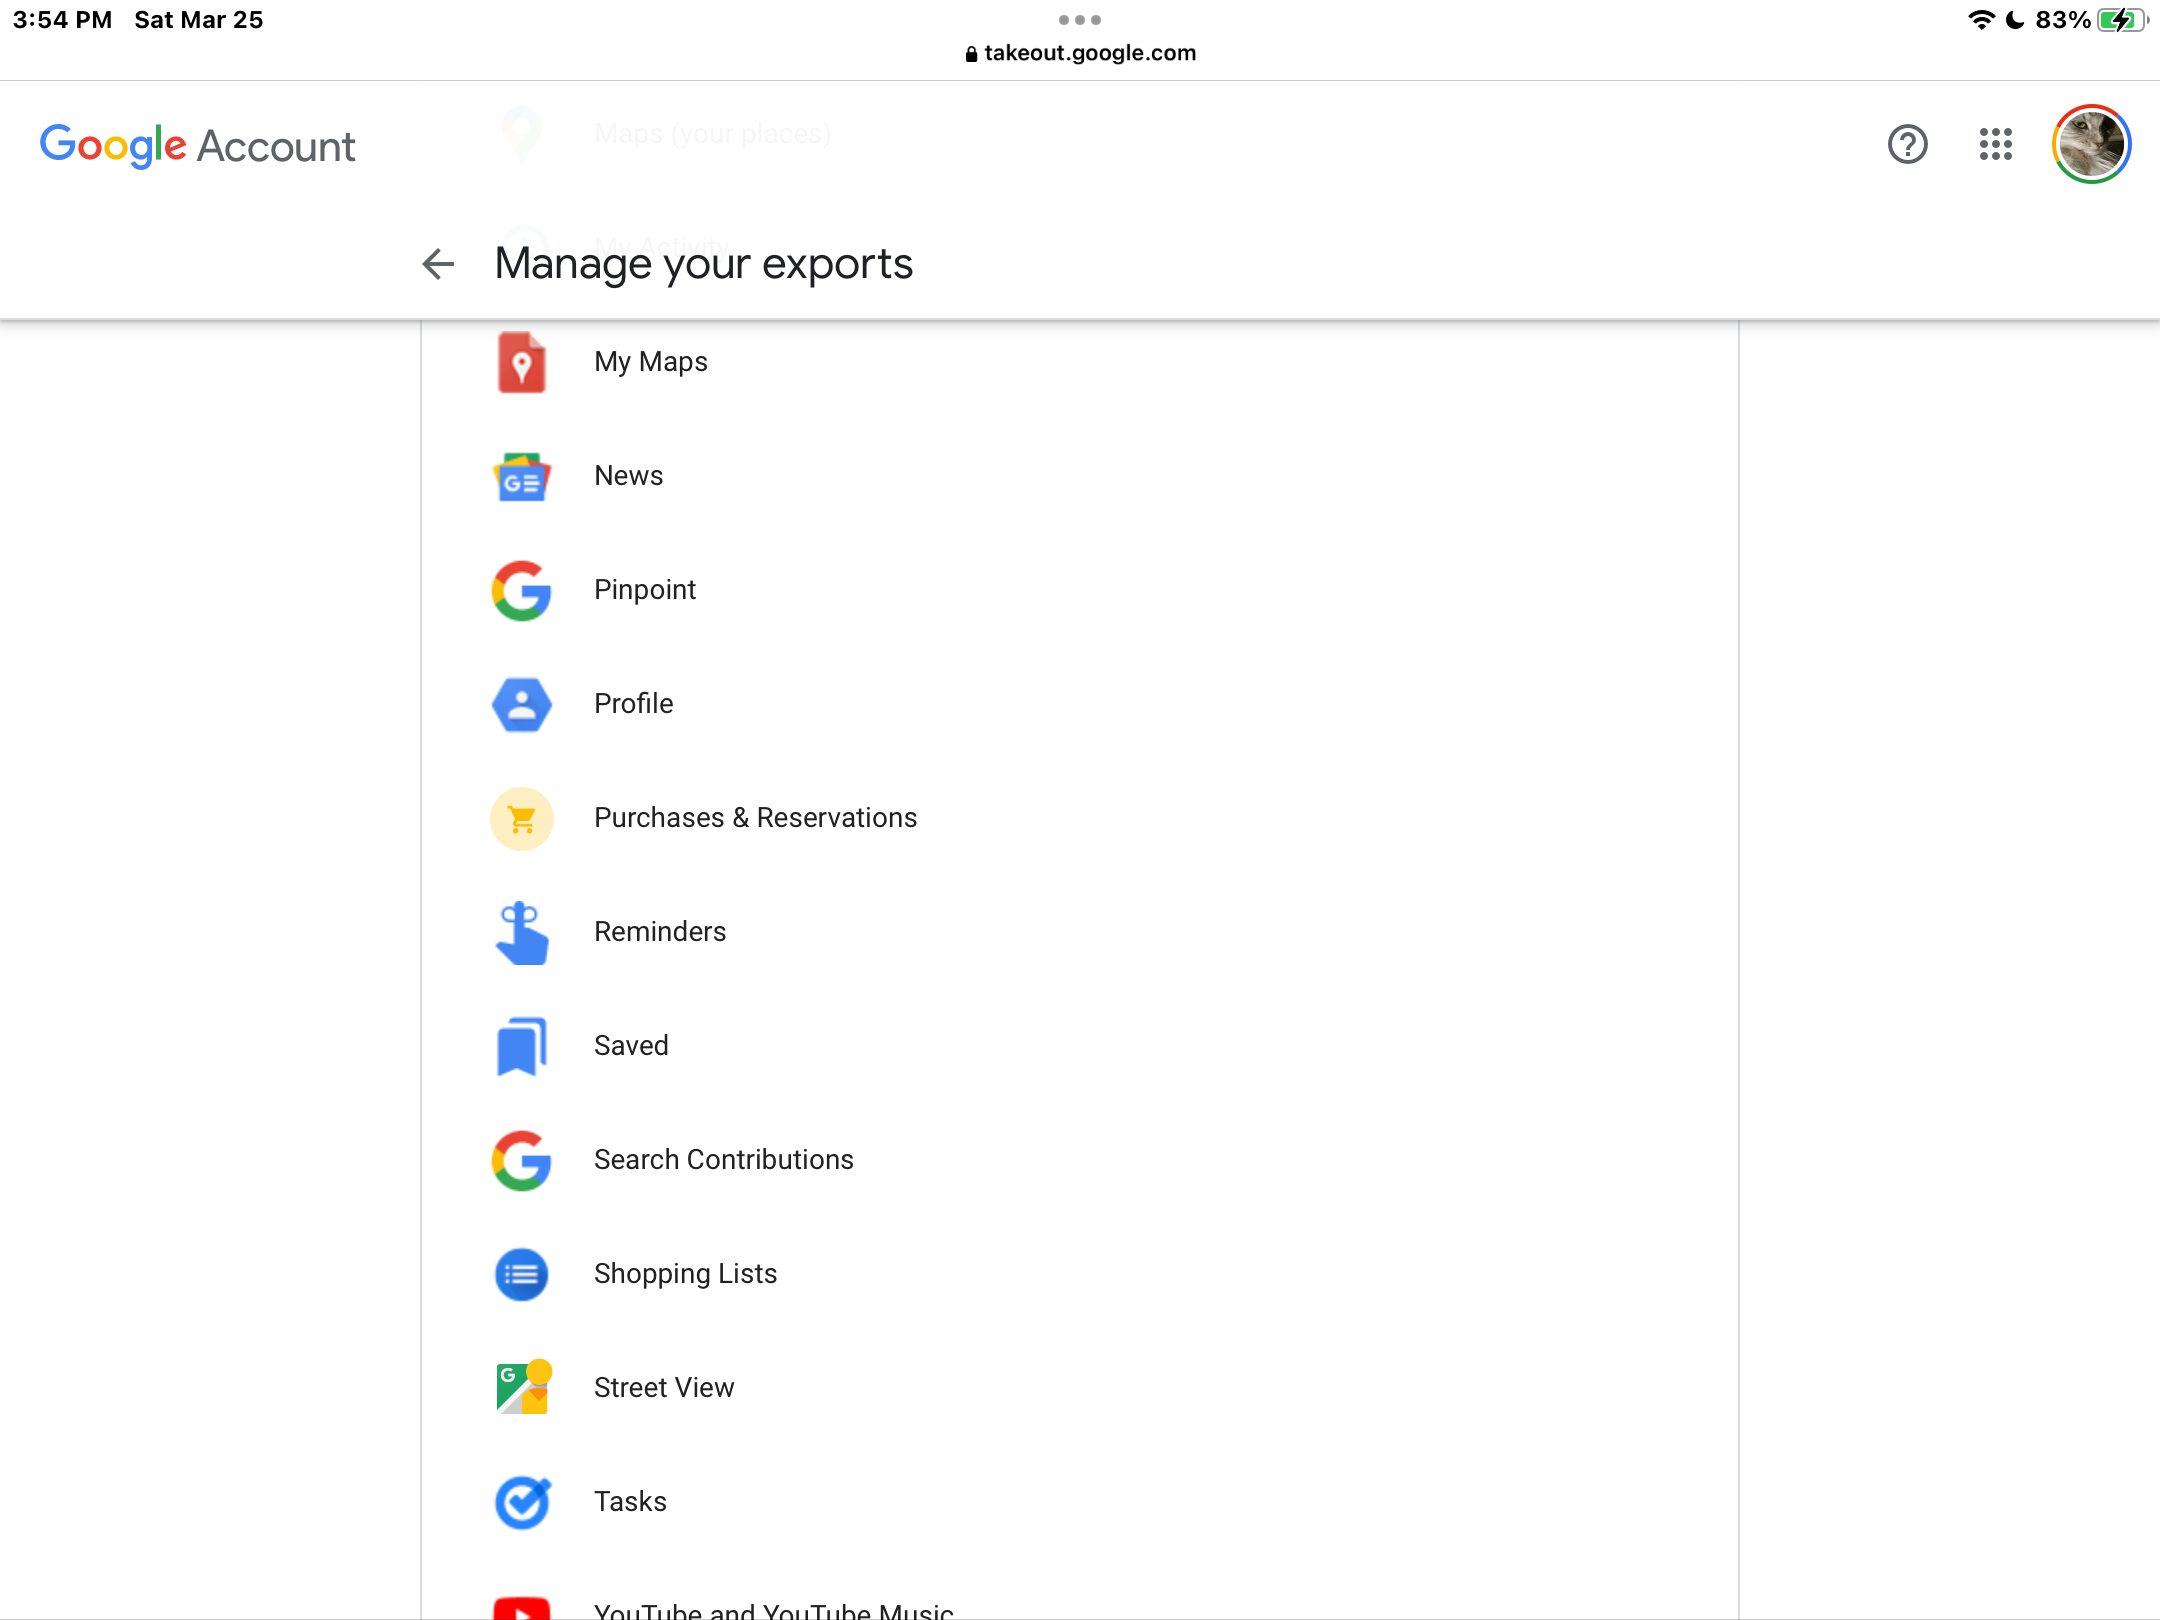 3:54 PM Sat Mar 25
83%
takeout.google.com
Maps (your places)
Google Account
My Activity
Manage your exports
My Maps
News
Pinpoint
Profile
Purchases & Reservations
Reminders
Saved
Search Contributions
Shopping Lists
Street View
Tasks
YouTube and YouTube Music